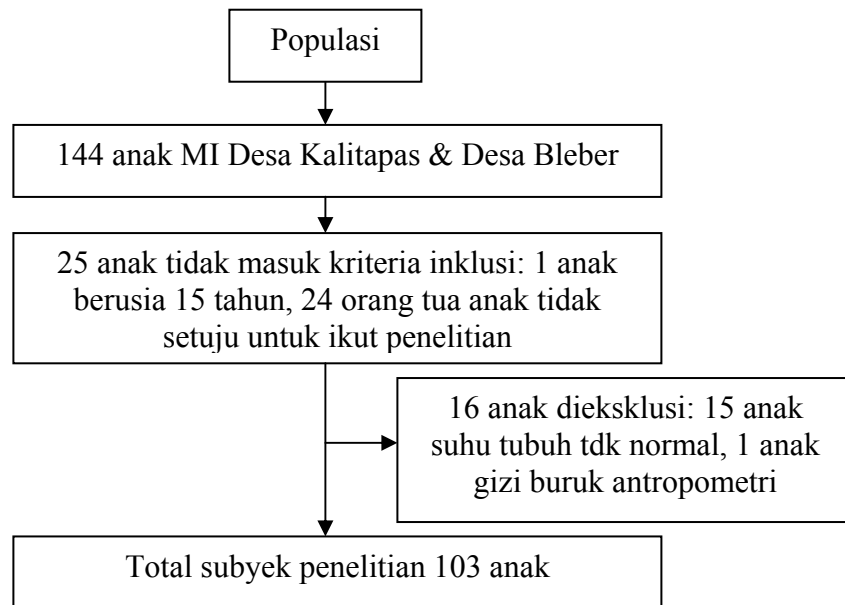 Populasi
144 anak MI Desa Kalitapas & Desa Bleber
25 anak tidak masuk kriteria inklusi: 1 anak
berusia 15 tahun, 24 orang tua anak tidak
setuju untuk ikut penelitian
16 anak dieksklusi: 15 anak
suhu tubuh tdk normal, 1 anak
gizi buruk antropometri
Total subyek penelitian 103 anak